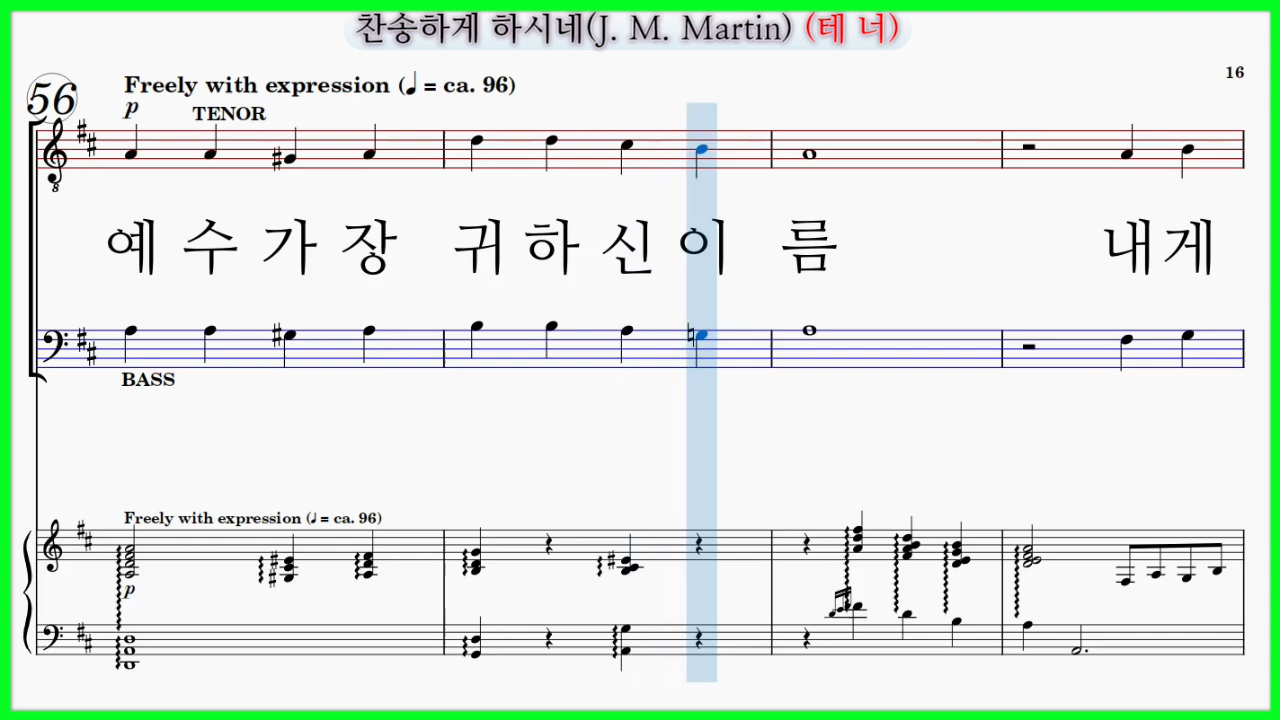 찬송하게 하시네(J. M. Martin) (테 너)
16
56
Freely with expression (♩ = ca. 96)
p
TENOR
8
예 수 가 장 귀 하 신 이 름 내 게
BASS
Freely with expression (♩ = ca. 96)
p